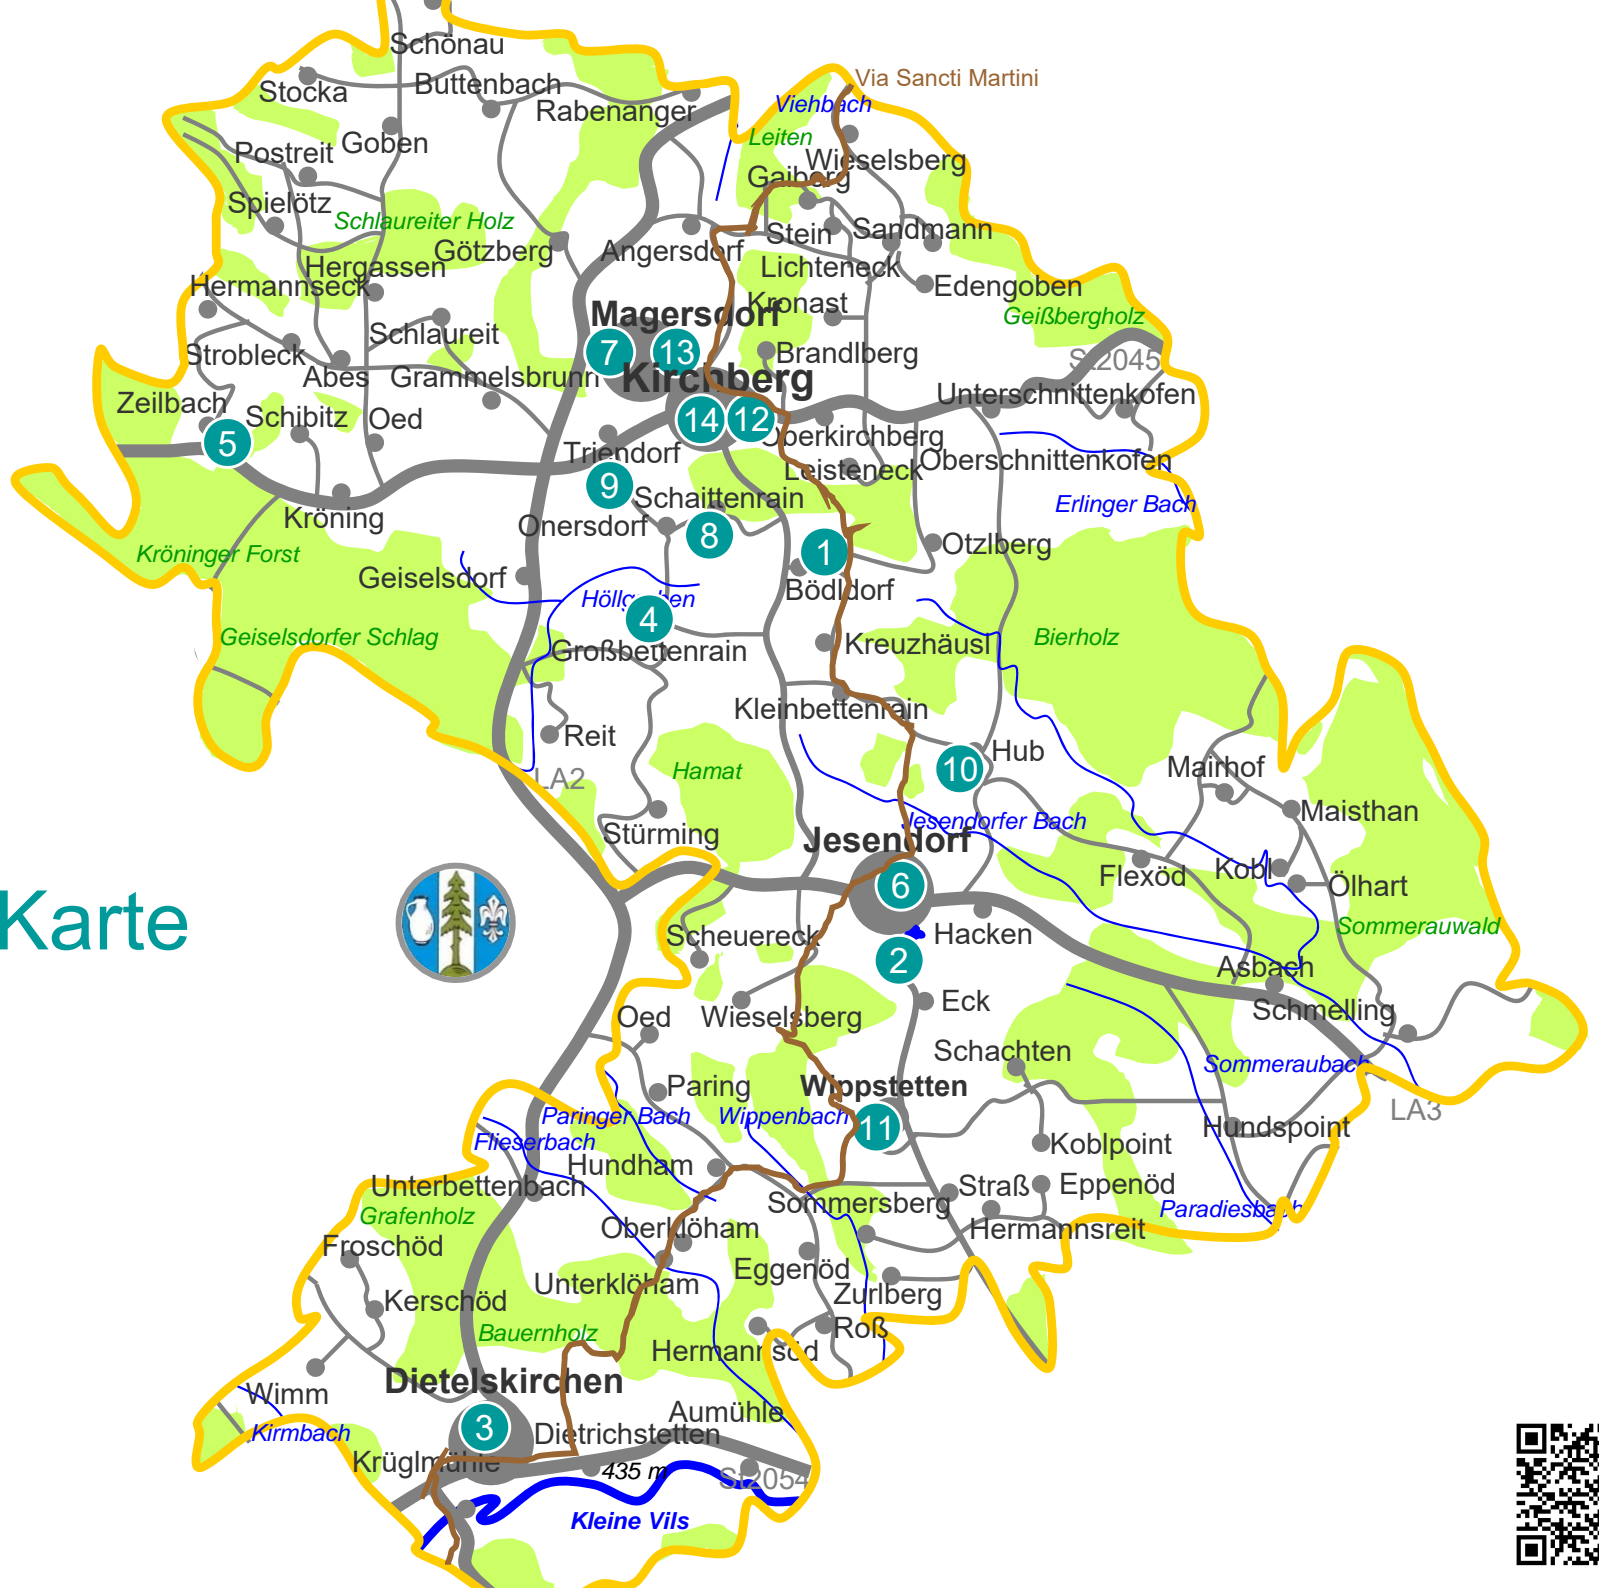 Schönau
Via Sancti Martini
Stocka
Buttenbach
Rabenanger
Viehbach
Leiten
Postreit
Goben
Wieselsberg
Gaiberg
Spielötz
Schlaureiter Holz
Götzberg
Angersdorf
Stein
Sandmann
Hergassen
Lichteneck
Hermannseck
Edengoben
Kronast
Magersdorf
Geißbergholz
Schlaureit
Strobleck
7
13
Brandlberg
St2045
Abes
Grammelsbrunn
Kirchberg
Unterschnittenkofen
Zeilbach
Schibitz
Oed
14
12
5
Oberkirchberg
Triendorf
Leisteneck
Oberschnittenkofen
9
Schaittenrain
Erlinger Bach
Kröning
Onersdorf
8
Otzlberg
Kröninger Forst
1
Geiselsdorf
Bödldorf
Höllgraben
4
Geiselsdorfer Schlag
Kreuzhäusl
Bierholz
Großbettenrain
Kleinbettenrain
Reit
Hub
Hamat
10
Mairhof
LA2
Maisthan
Jesendorfer Bach
Stürming
Jesendorf
Kobl
Flexöd
6
Ölhart
Karte
Scheuereck
Hacken
Sommerauwald
2
Asbach
Eck
Schmelling
Oed
Wieselsberg
Schachten
Sommeraubach
Paring
Wippstetten
LA3
Paringer Bach
Wippenbach
11
Hundspoint
Flieserbach
Koblpoint
Hundham
Unterbettenbach
Straß
Eppenöd
Sommersberg
Paradiesbach
Grafenholz
Oberklöham
Hermannsreit
Froschöd
Eggenöd
Unterklöham
Zurlberg
Kerschöd
Roß
Bauernholz
Hermannsöd
Dietelskirchen
Wimm
Aumühle
3
Kirmbach
Dietrichstetten
Krüglmühle
435 m
St2054
Kleine Vils